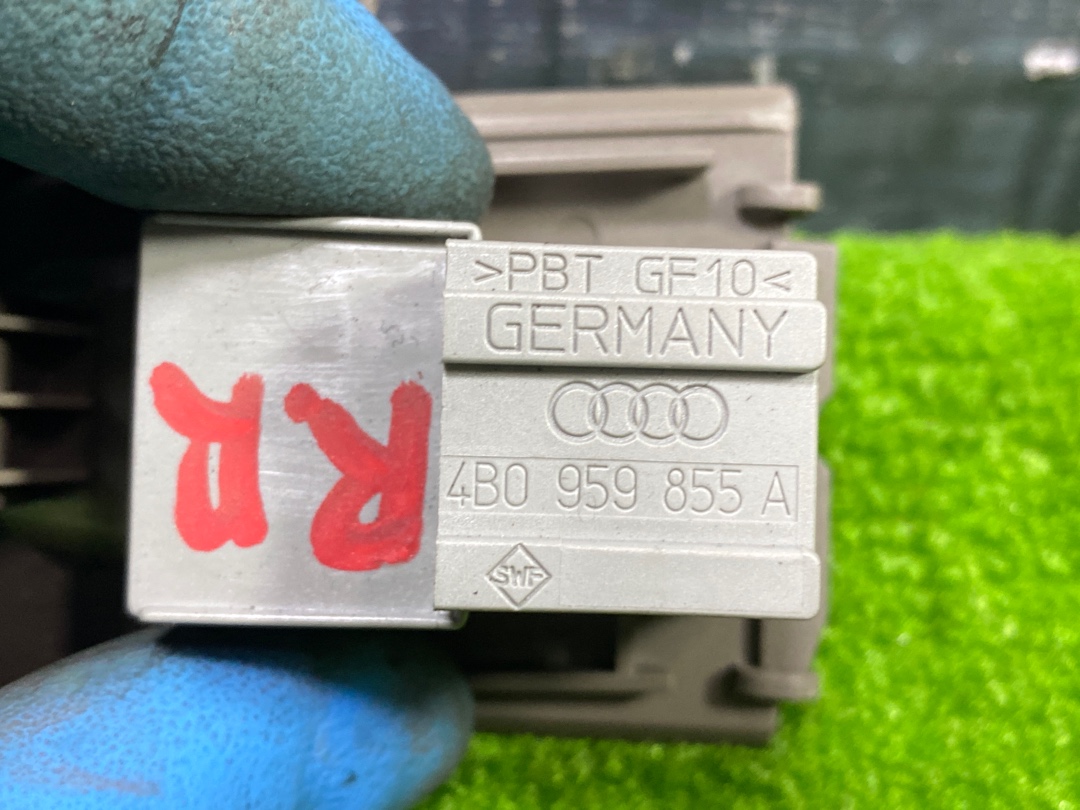 >PBT GF10<
GERMANY
4B0 959 855 A
SWF
RR